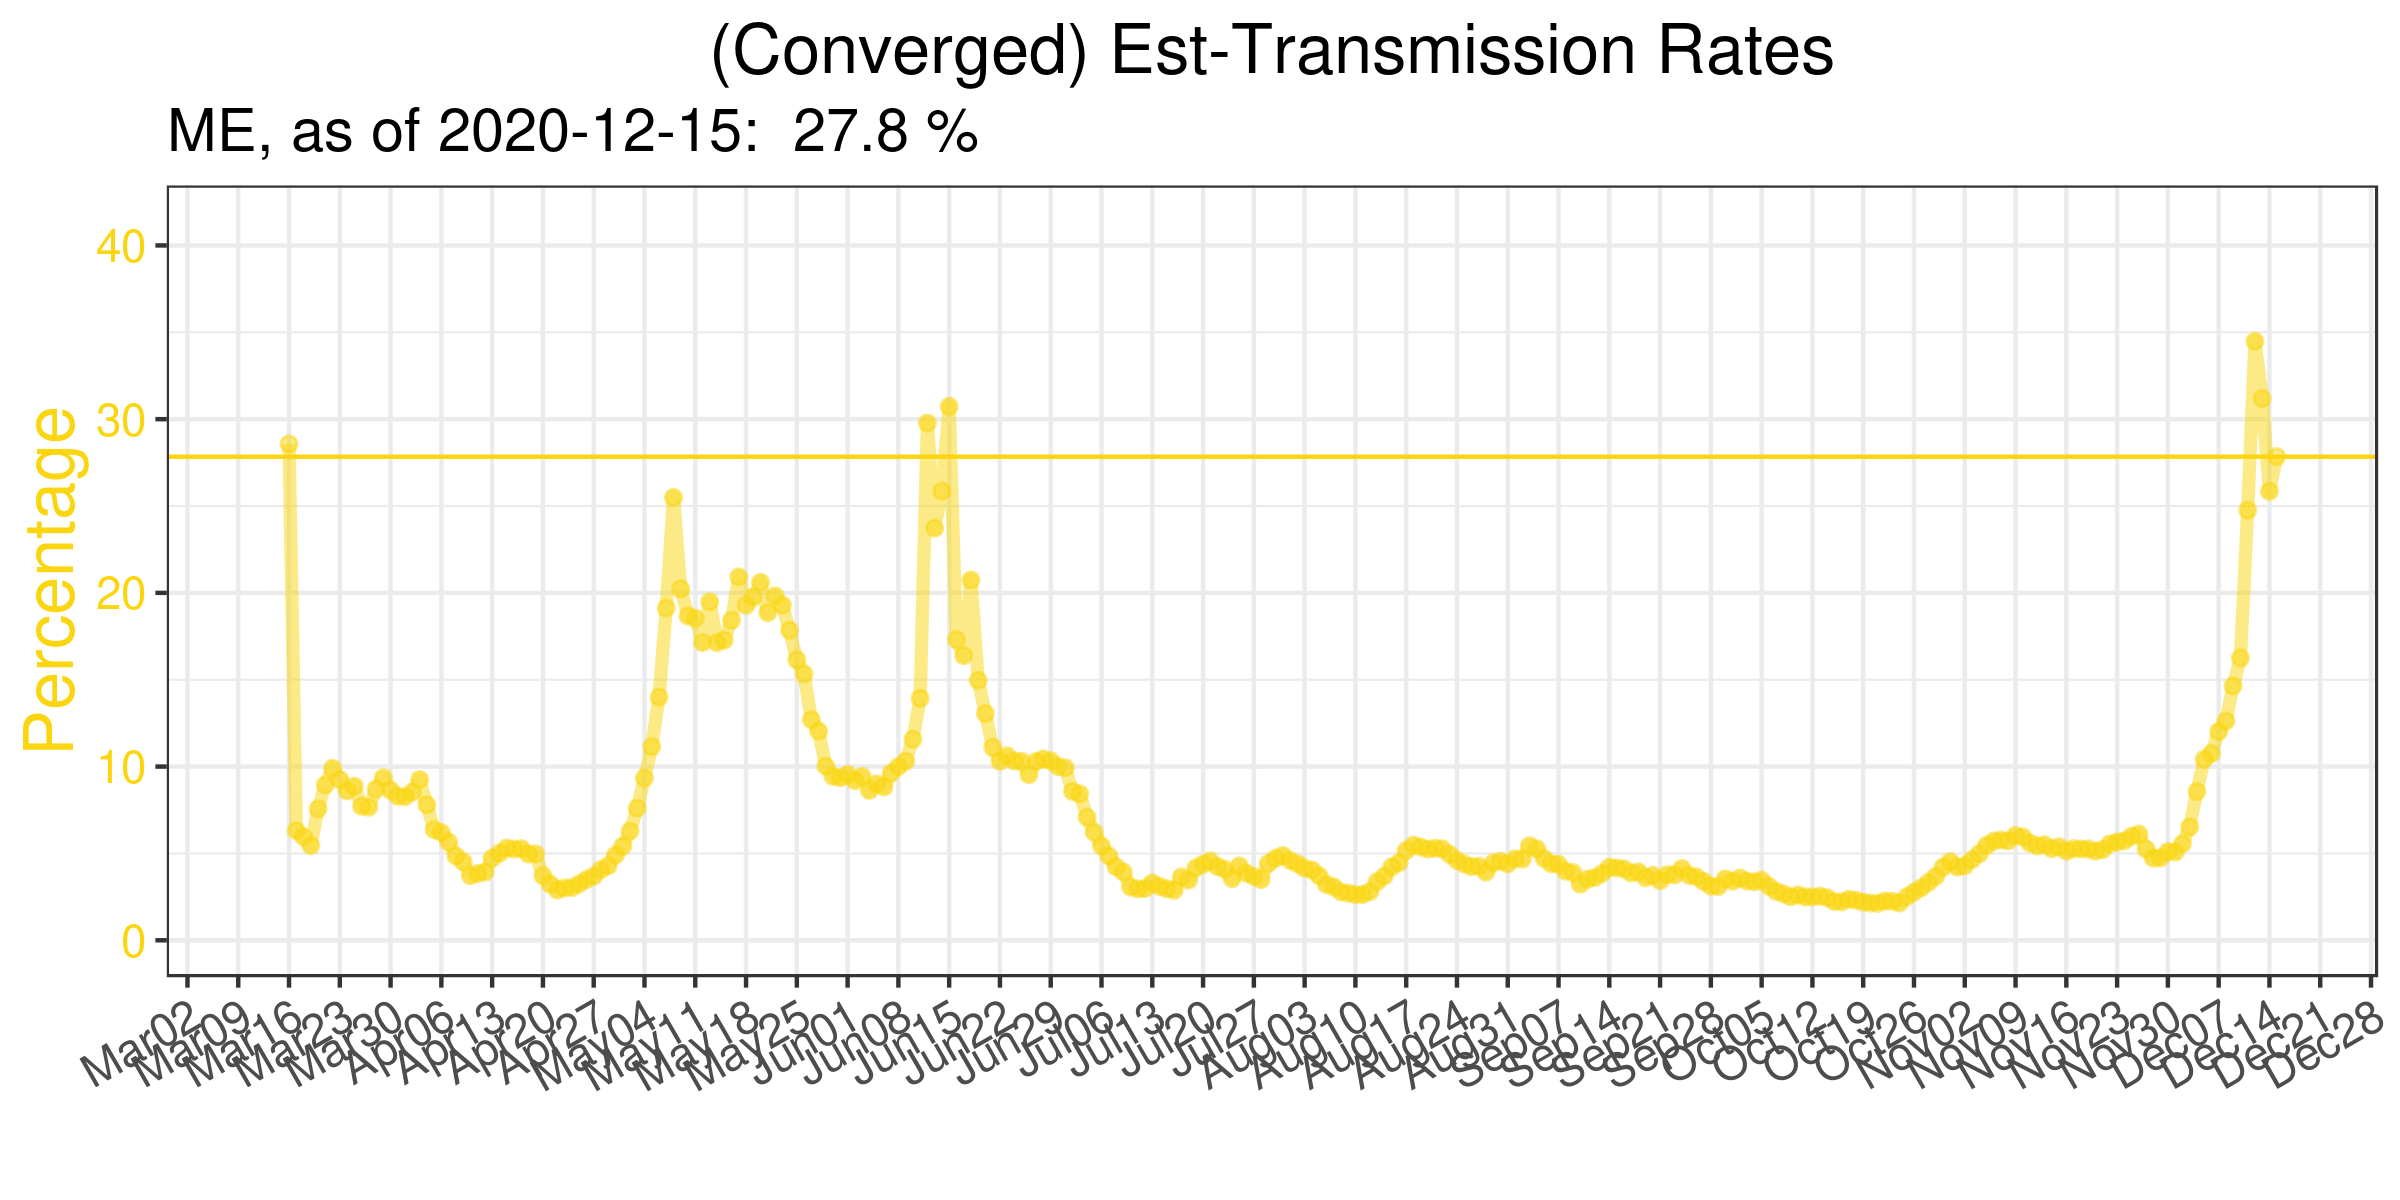 (Converged) Est-Transmission Rates
ME, as of 2020-12-15:  27.8 %
Percentage
40
30
20
10
0
Mar02
Mar09
Mar16
Mar23
Mar30
Apr06
Apr13
Apr20
Apr27
May04
May11
May18
May25
Jun01
Jun08
Jun15
Jun22
Jun29
Jul06
Jul13
Jul20
Jul27
Aug03
Aug10
Aug17
Aug24
Aug31
Sep07
Sep14
Sep21
Sep28
Oct05
Oct12
Oct19
Oct26
Nov02
Nov09
Nov16
Nov23
Nov30
Dec07
Dec14
Dec21
Dec28